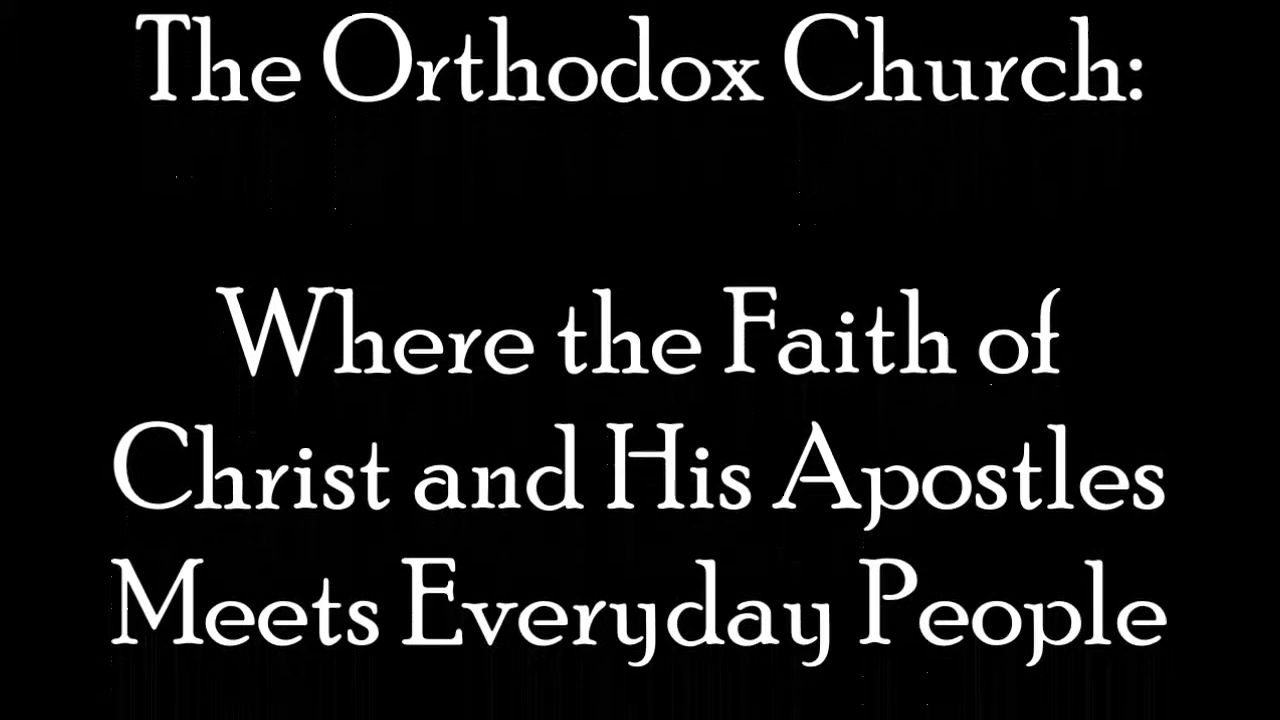 The Orthodox Church:
Where the Faith of
Christ and His Apostles
Meets Everyday People